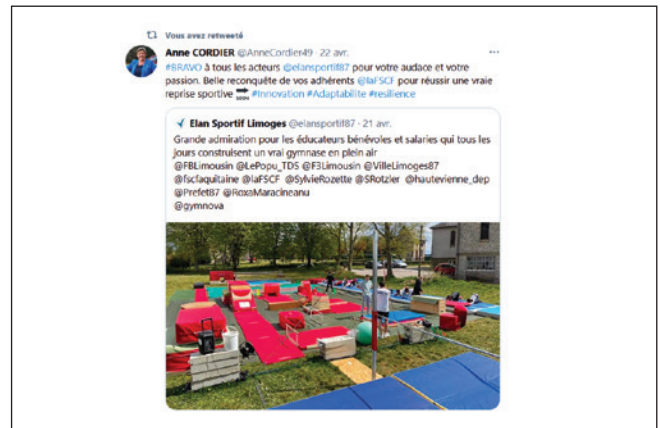 Vous avez retweeté
Anne CORDIER @AnneCordier49 · 22 avr.
#BRAVO à tous les acteurs @elansportif87 pour votre audace et votre
passion. Belle reconquête de vos adhérents @laFSCF pour réussir une vraie
reprise sportive #Innovation #Adaptabilite #resilience
Elan Sportif Limoges @elansportif87 · 21 avr.
Grande admiration pour les éducateurs bénévoles et salaries qui tous les
jours construisent un vrai gymnase en plein air
@FBLimousin @LePopu_TDS @F3Limousin @VilleLimoges87
@fscfaquitaine @laFSCF @SylvieRozette @SRotzler @hautevienne_dep
@Prefet87 @RoxaMaracineanu
@gymnova